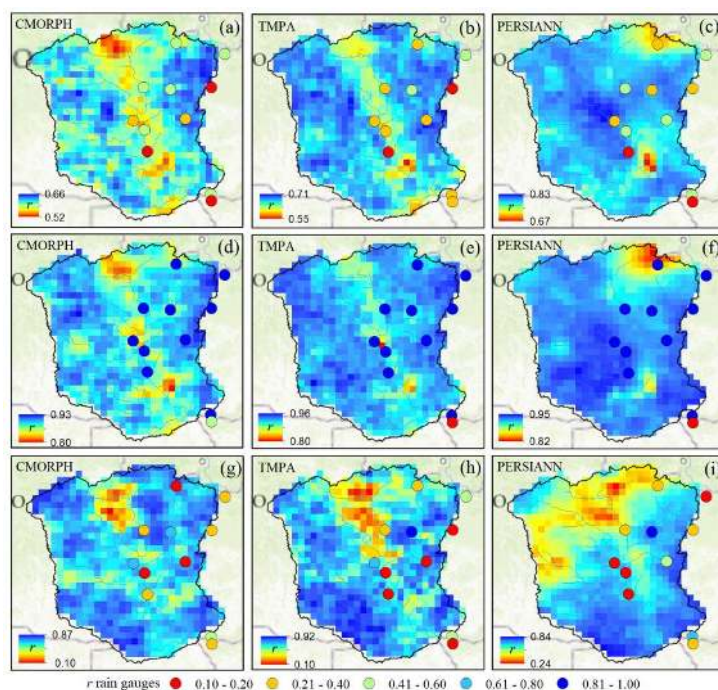 CMORPH (a)
TMPA (b)
PERSIANN (c)
r 0.66 0.52
r 0.71 0.55
r 0.83 0.67
CMORPH (d)
TMPA (e)
PERSIANN (f)
r 0.93 0.80
r 0.96 0.80
r 0.95 0.82
CMORPH (g)
TMPA (h)
PERSIANN (i)
r 0.87 0.10
r 0.92 0.10
r 0.84 0.24
r rain gauges 0.10 - 0.20 0.21 - 0.40 0.41 - 0.60 0.61 - 0.80 0.81 - 1.00